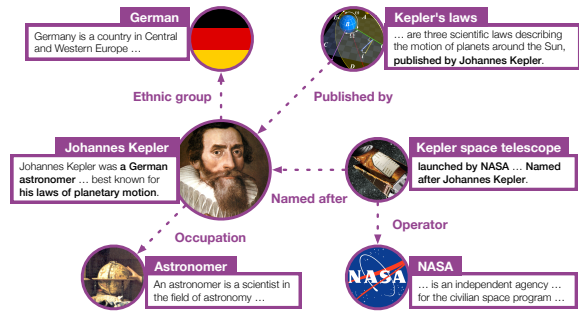 German
Germany is a country in Central
and Western Europe …
Kepler's laws
… are three scientific laws describing
the motion of planets around the Sun,
published by Johannes Kepler.
Ethnic group
Published by
Johannes Kepler
Johannes Kepler was a German
astronomer … best known for
his laws of planetary motion.
Kepler space telescope
launched by NASA … Named
after Johannes Kepler.
Named after
Occupation
Operator
Astronomer
An astronomer is a scientist in
the field of astronomy …
NASA
NASA
… is an independent agency …
for the civilian space program …